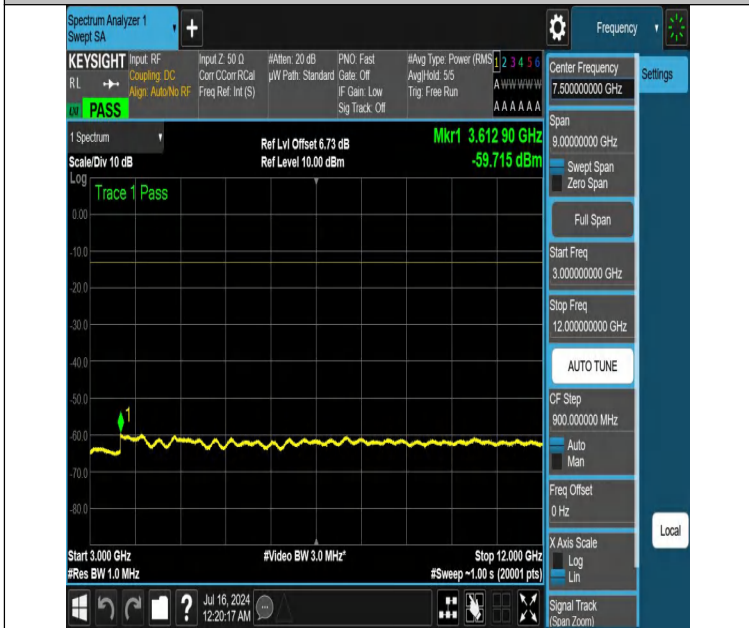 Spectrum Analyzer 1
Swept SA
+
Frequency
KEYSIGHT
RL
LXI PASS
Input: RF
Coupling: DC
Align: Auto/No RF
Input Z: 50 Ω
Corr CCorr RCal
Freq Ref: Int (S)
#Atten: 20 dB
µW Path: Standard
PNO: Fast
Gate: Off
IF Gain: Low
Sig Track: Off
#Avg Type: Power (RMS
Avg|Hold: 5/5
Trig: Free Run
1 2 3 4 5 6
A W W W W W
A A A A A A
1 Spectrum
Scale/Div 10 dB
Ref Lvl Offset 6.73 dB
Ref Level 10.00 dBm
Mkr1 3.612 90 GHz
-59.715 dBm
Log
Trace 1 Pass
0.00
-10.0
-20.0
-30.0
-40.0
-50.0
1
-60.0
-70.0
-80.0
Start 3.000 GHz
#Res BW 1.0 MHz
#Video BW 3.0 MHz*
Stop 12.000 GHz
#Sweep ~1.00 s (20001 pts)
?
Jul 16, 2024
12:20:17 AM
Center Frequency
7.500000000 GHz
Settings
Span
9.00000000 GHz
Swept Span
Zero Span
Full Span
Start Freq
3.000000000 GHz
Stop Freq
12.000000000 GHz
AUTO TUNE
CF Step
900.000000 MHz
Auto
Man
Freq Offset
0 Hz
X Axis Scale
Log
Lin
Local
Signal Track
(Span Zoom)